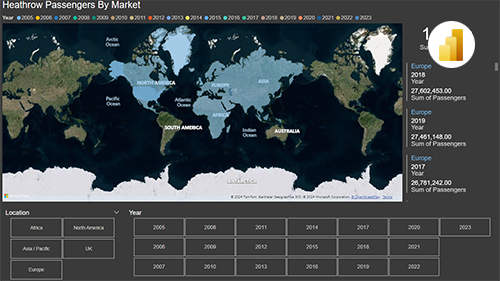 Heathrow Passengers By Market
Year 2005 2006 2007 2008 2009 2010 2011 2012 2013 2014 2015 2016 2017 2018 2019 2020 2021 2022 2023
Arctic
Ocean
NORTH AMERICA
EUROPE
ASIA
Pacific
Ocean
Atlantic
Ocean
AFRICA
Indian
Ocean
SOUTH AMERICA
AUSTRALIA
ANTARCTICA
© 2024 TomTom, Earthstar Geographics SIO, © 2024 Microsoft Corporation, © OpenStreetMap Terms
1
Su
Europe
2018
Year
27,602,453.00
Sum of Passengers
Europe
2019
Year
27,461,148.00
Sum of Passengers
Europe
2017
Year
26,781,242.00
Sum of Passengers
Location
Africa North America
Asia / Pacific UK
Europe
Year
2005 2008 2011 2014 2017 2020 2023
2006 2009 2012 2015 2018 2021
2007 2010 2013 2016 2019 2022